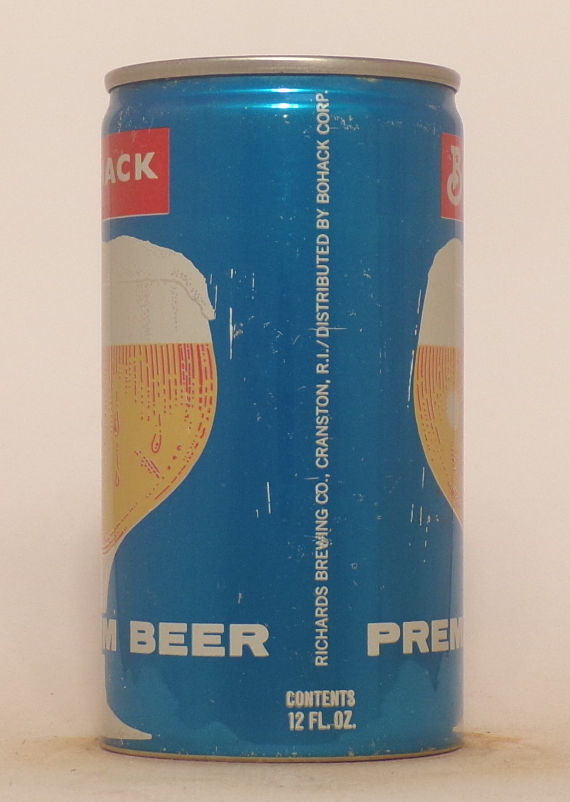 ACK
B
RICHARDS BREWING CO., CRANSTON, R.I./DISTRIBUTED BY BOHACK CORP.
M BEER
PREM
CONTENTS
12 FL. OZ.